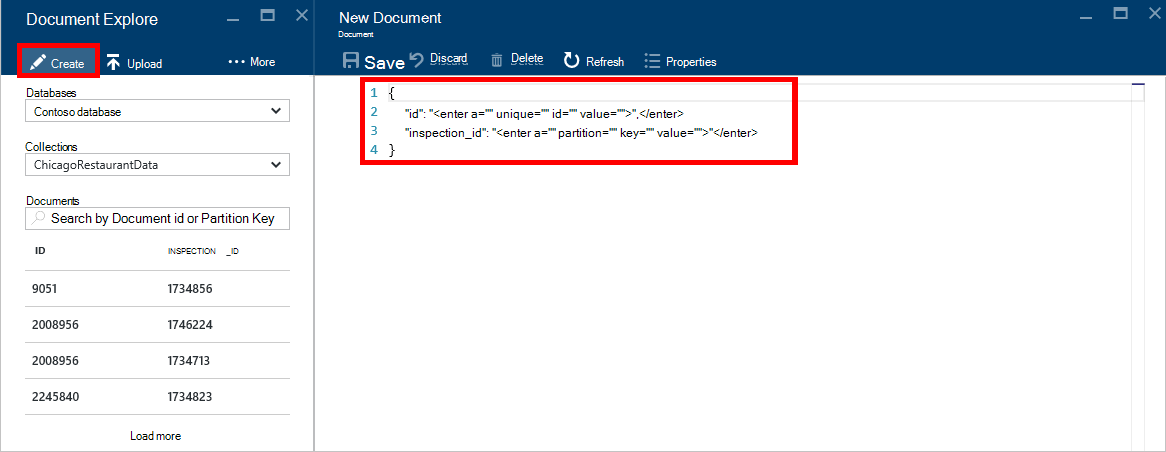 Document Explore
Create Upload ••• More
Databases
Contoso database
Collections
ChicagoRestaurantData
Documents
Search by Document id or Partition Key
ID INSPECTION _ID
9051 1734856
2008956 1746224
2008956 1734713
2245840 1734823
Load more
New Document
Document
Save Discard Delete Refresh Properties
1 {
2 "id": "<enter a="" unique="" id="" value="">",</enter>
3 "inspection_id": "<enter a="" partition="" key="" value="">"</enter>
4 }